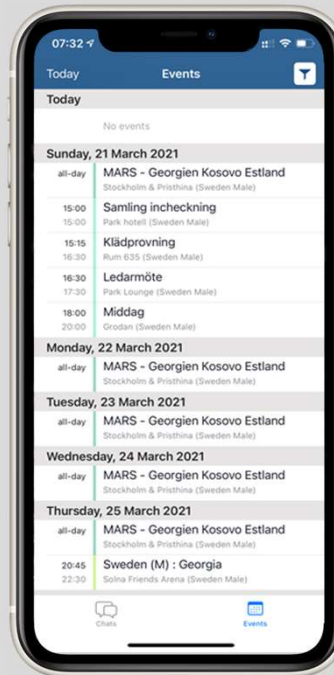 07:32
Today Events
Today
No events
Sunday, 21 March 2021
all-day MARS - Georgien Kosovo Estland
Stockholm & Pristhina (Sweden Male)
15:00 Samling incheckning
15:00 Park hotell (Sweden Male)
15:15 Klädprovning
16:30 Rum 635 (Sweden Male)
16:30 Ledarmöte
17:30 Park Lounge (Sweden Male)
18:00 Middag
20:00 Grodan (Sweden Male)
Monday, 22 March 2021
all-day MARS - Georgien Kosovo Estland
Stockholm & Pristhina (Sweden Male)
Tuesday, 23 March 2021
all-day MARS - Georgien Kosovo Estland
Stockholm & Pristhina (Sweden Male)
Wednesday, 24 March 2021
all-day MARS - Georgien Kosovo Estland
Stockholm & Pristhina (Sweden Male)
Thursday, 25 March 2021
all-day MARS - Georgien Kosovo Estland
Stockholm & Pristhina (Sweden Male)
20:45 Sweden (M) : Georgia
22:30 Solna Friends Arena (Sweden Male)
Chats Events